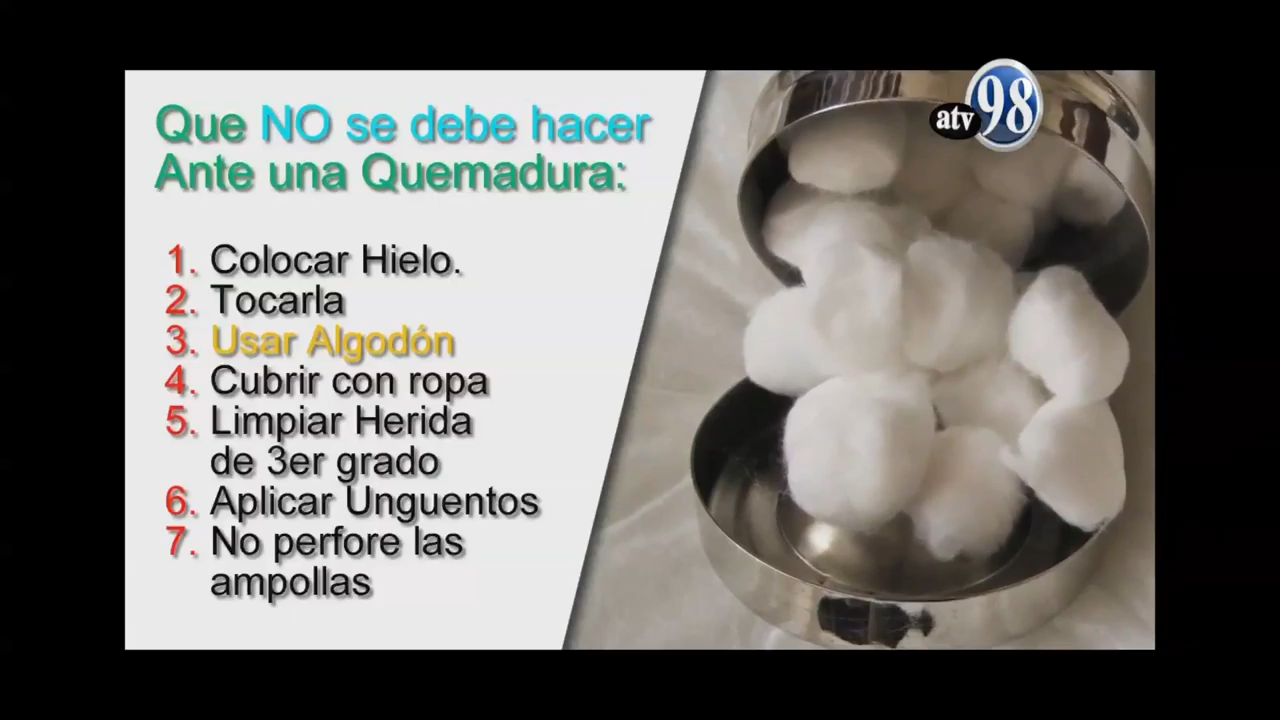 Que NO se debe hacer
Ante una Quemadura:
1. Colocar Hielo.
2. Tocarla
3. Usar Algodón
4. Cubrir con ropa
5. Limpiar Herida
de 3er grado
6. Aplicar Unguentos
7. No perfore las
ampollas
atv 98